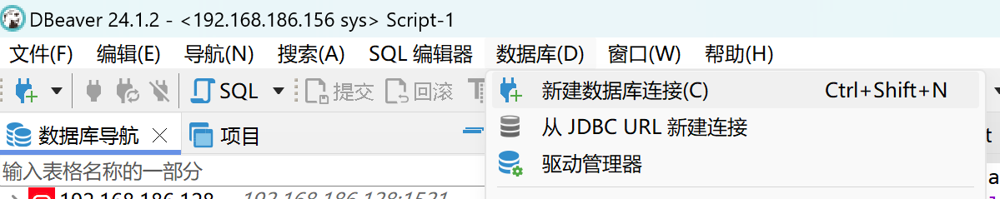 DBeaver 24.1.2 - <192.168.186.156 sys> Script-1
文件(F) 编辑(E) 导航(N) 搜索(A) SQL 编辑器 数据库(D) 窗口(W) 帮助(H)
SQL 提交 回滚 T
新建数据库连接(C) Ctrl+Shift+N
从 JDBC URL 新建连接
驱动管理器
数据库导航 项目
t
输入表格名称的一部分
a
192.168.186.128 192.168.186.128:1521